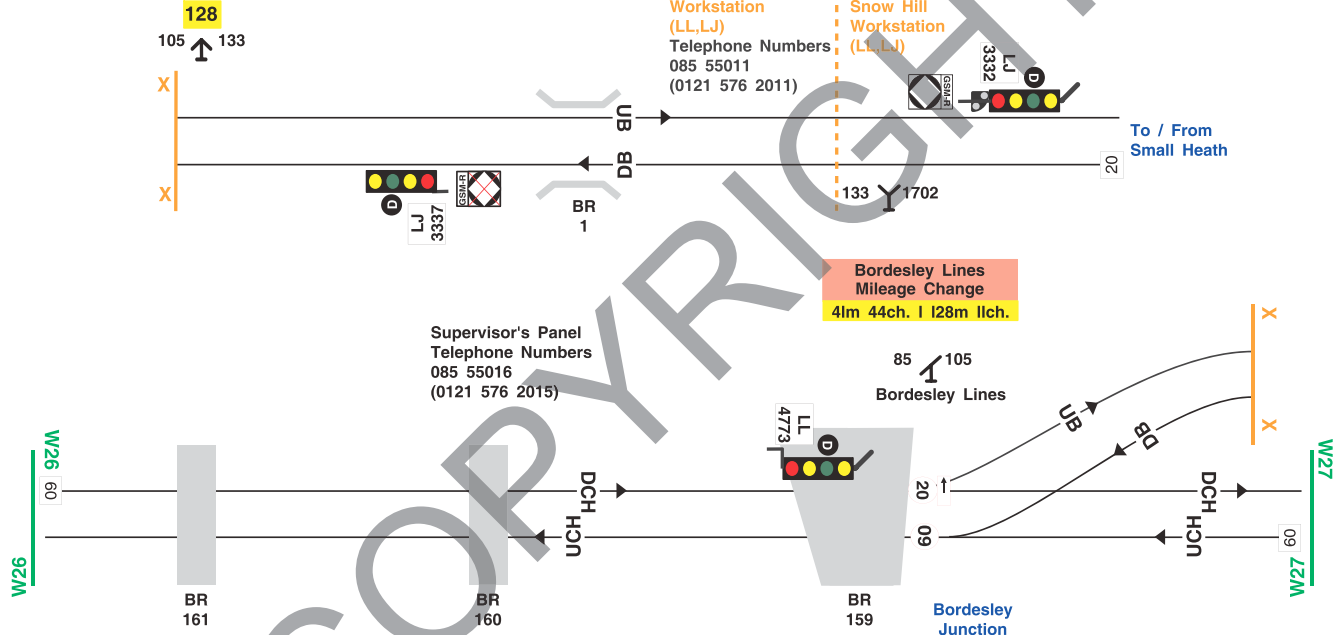 128
105 133
Workstation
(LL,LJ)
Telephone Numbers
085 55011
(0121 576 2011)
Snow Hill
Workstation
(LL,LJ)
X
X
UB
DB
GSM-R
LJ
3332
D
To / From
Small Heath
20
D
LJ
3337
GSM-R
BR
1
133 1702
Bordesley Lines
Mileage Change
4lm 44ch. l l28m llch.
Supervisor's Panel
Telephone Numbers
085 55016
(0121 576 2015)
85 105
Bordesley Lines
X
X
UB
DB
LL
4773
D
W26
W26
60
DCH
UCH
20
60
DCH
UCH
60
W27
W27
BR
161
BR
160
BR
159
Bordesley
Junction
COPYRIGHT